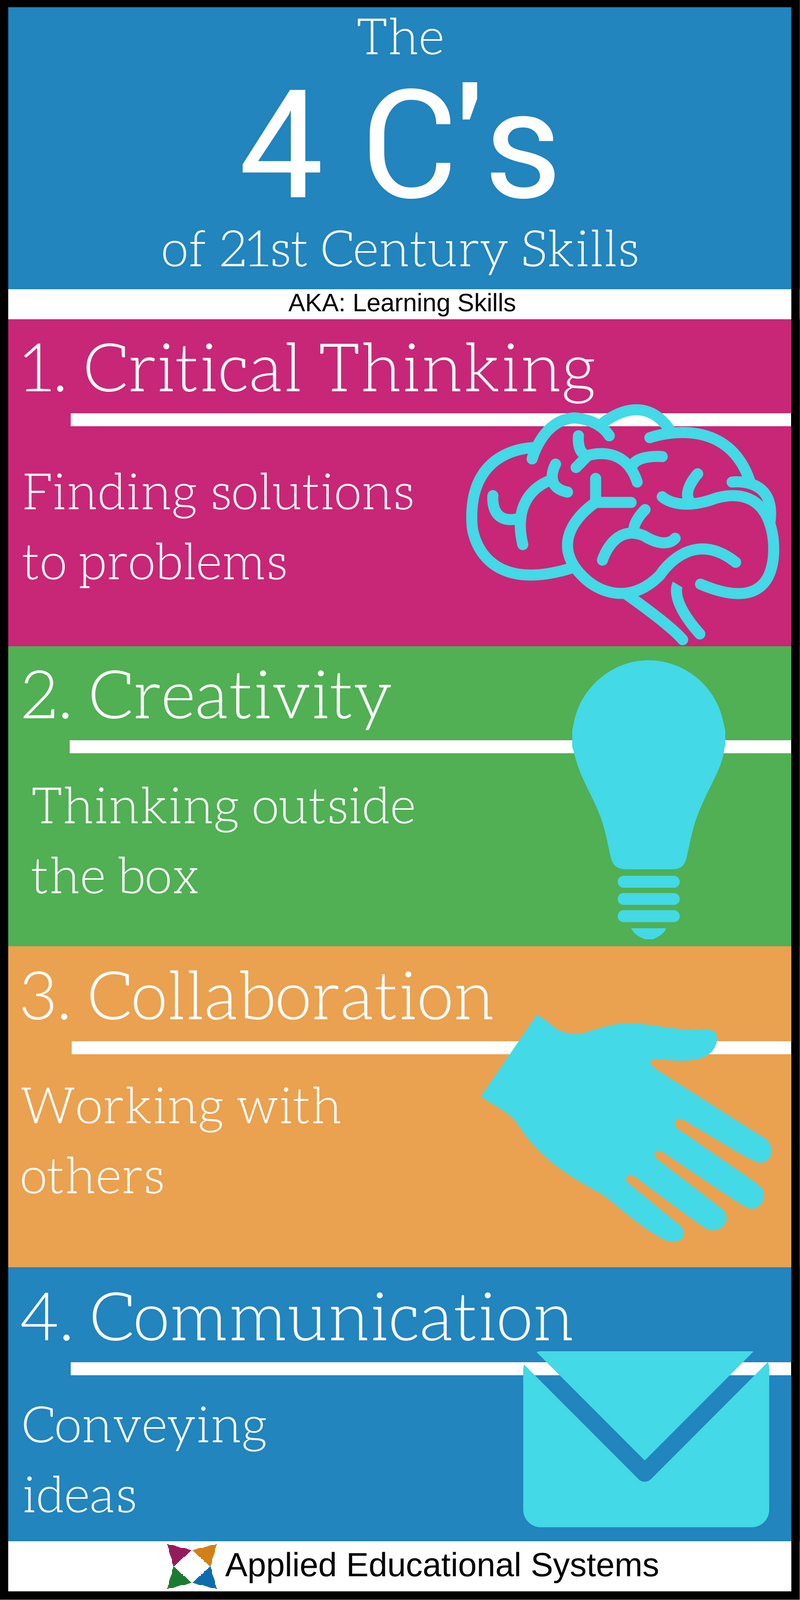 The
4 C's
of 21st Century Skills
AKA: Learning Skills
1. Critical Thinking
Finding solutions
to problems
2. Creativity
Thinking outside
the box
3. Collaboration
Working with
others
4. Communication
Conveying
ideas
Applied Educational Systems